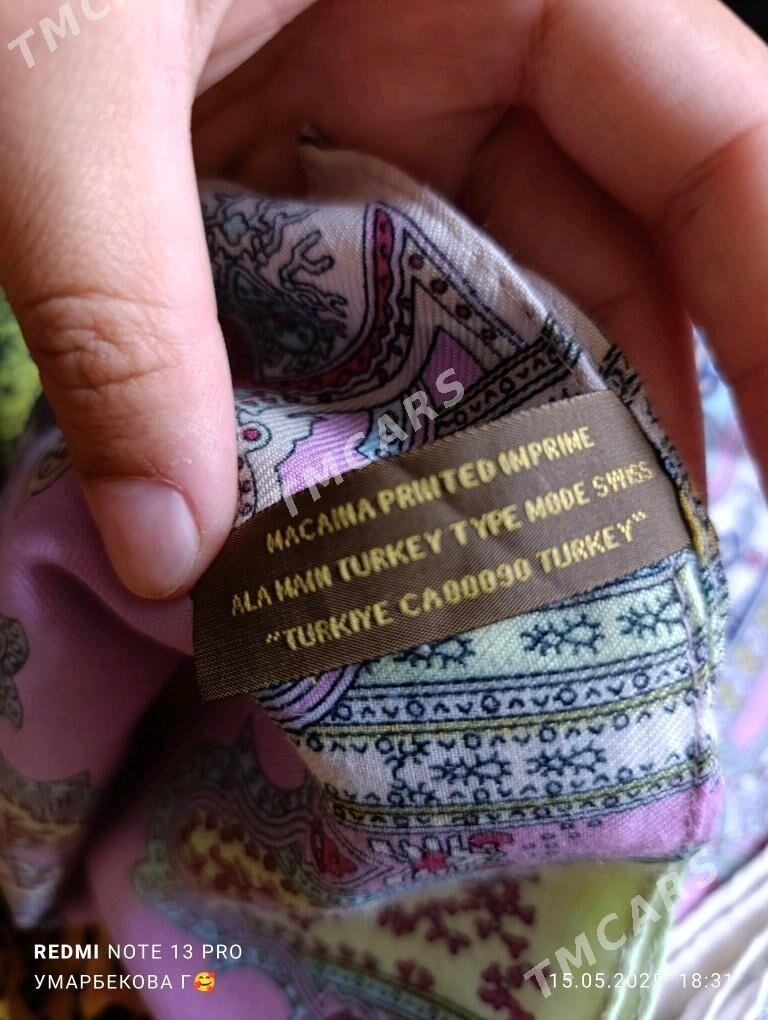 TMCARS
MACAINA PRINTED IMPRIME
ALA MAIN TURKEY TYPE MODE SWISS
"TURKIYE CA00090 TURKEY"
TMCARS
TMCARS
REDMI NOTE 13 PRO
УМАРБЕКОВА Г🥰
15.05.2025 18:31